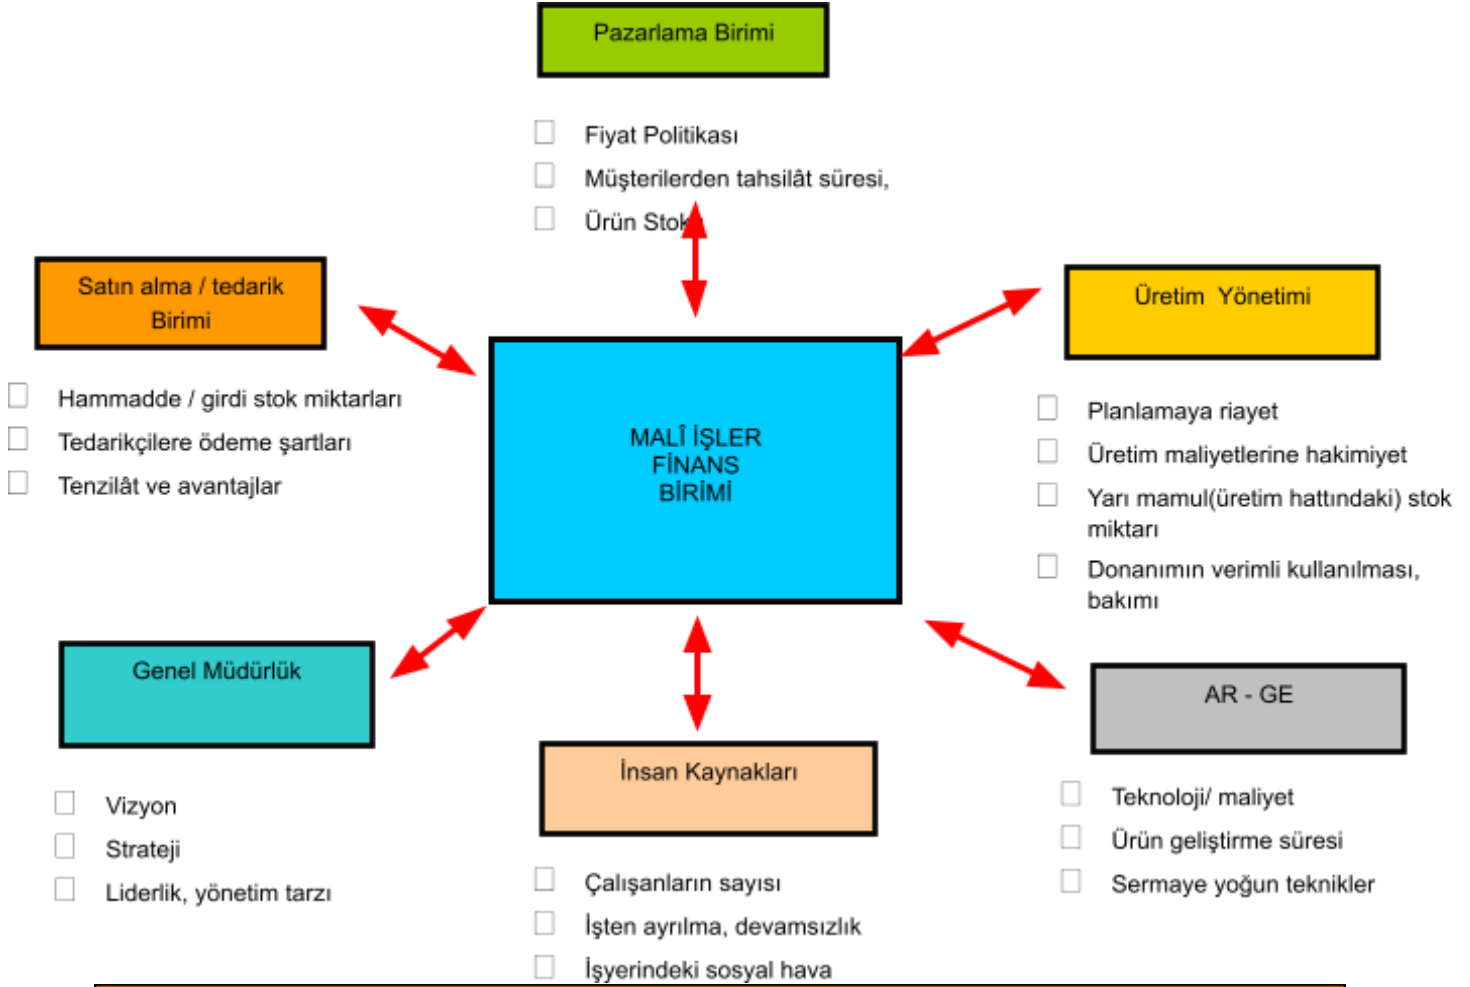 Pazarlama Birimi
Fiyat Politikası
Müşterilerden tahsilât süresi,
Ürün Stoku
Satın alma / tedarik
Birimi
Hammadde / girdi stok miktarları
Tedarikçilere ödeme şartları
Tenzilât ve avantajlar
MALÎ İŞLER
FİNANS
BİRİMİ
Üretim  Yönetimi
Planlamaya riayet
Üretim maliyetlerine hakimiyet
Yarı mamul(üretim hattındaki) stok
miktarı
Donanımın verimli kullanılması,
bakımı
Genel Müdürlük
Vizyon
Strateji
Liderlik, yönetim tarzı
İnsan Kaynakları
Çalışanların sayısı
İşten ayrılma, devamsızlık
İşyerindeki sosyal hava
AR - GE
Teknoloji/ maliyet
Ürün geliştirme süresi
Sermaye yoğun teknikler